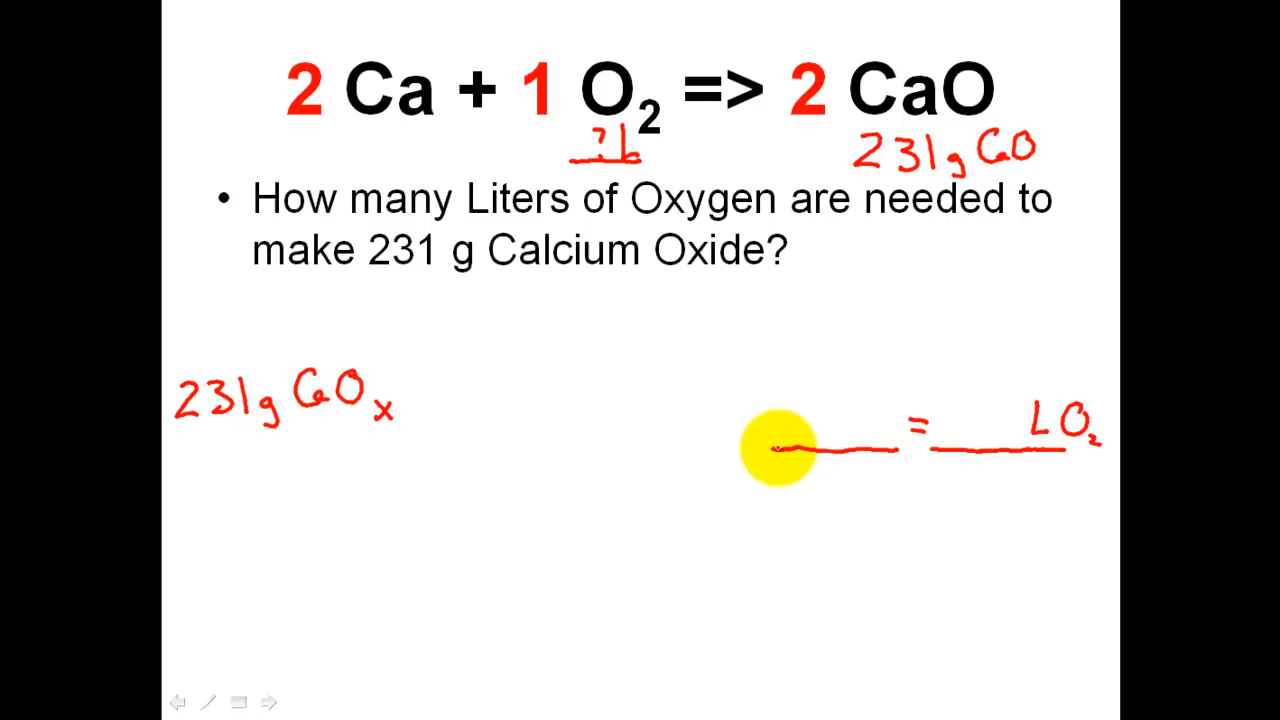 2 Ca + 1 O₂ => 2 CaO
? L
231 g CaO
• How many Liters of Oxygen are needed to
make 231 g Calcium Oxide?
231 g CaO x
= L O₂